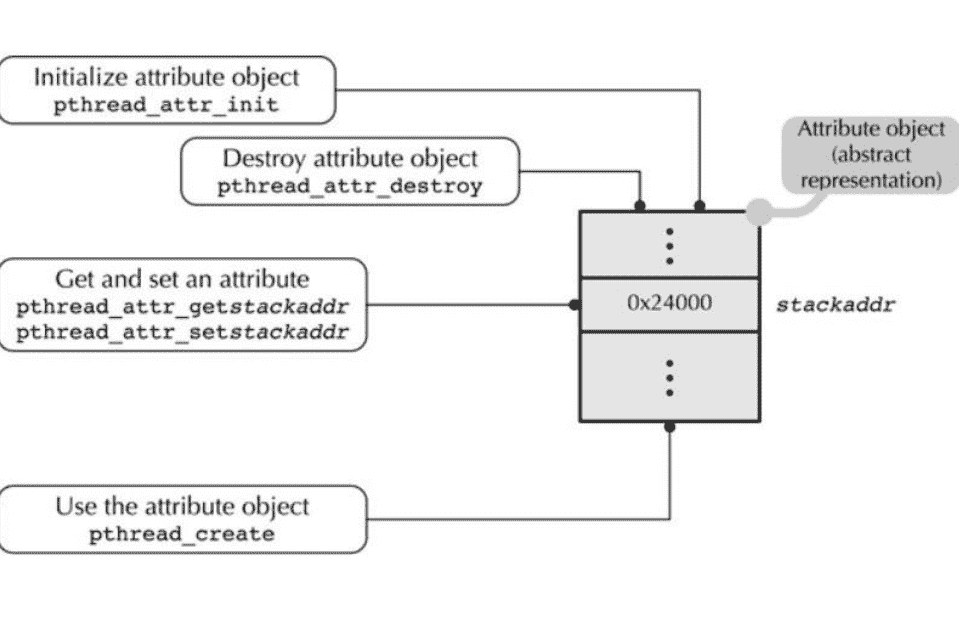 Initialize attribute object
pthread_attr_init
Destroy attribute object
pthread_attr_destroy
Attribute object
(abstract
representation)
Get and set an attribute
pthread_attr_getstackaddr
pthread_attr_setstackaddr
0x24000
stackaddr
Use the attribute object
pthread_create